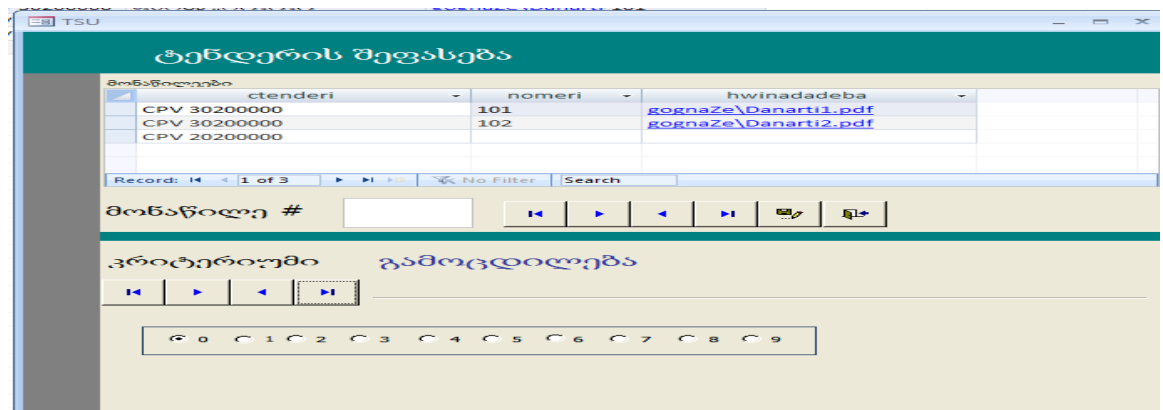 TSU
ტენდერის შეფასება
მონაწილეები
ctenderi nomeri hwinadadeba
CPV 30200000 101 gognaZe\Danarti1.pdf
CPV 30200000 102 gognaZe\Danarti2.pdf
CPV 20200000
Record: 1 of 3 No Filter Search
მონაწილე #
კრიტერიუმი გამოცდილება
0 1 2 3 4 5 6 7 8 9